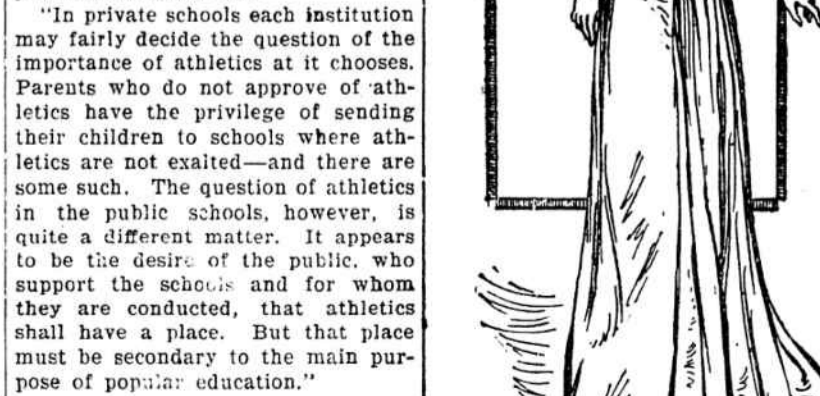 "In private schools each institution
may fairly decide the question of the
importance of athletics at it chooses.
Parents who do not approve of ath-
letics have the privilege of sending
their children to schools where ath-
letics are not exalted—and there are
some such. The question of athletics
in the public schools, however, is
quite a different matter. It appears
to be the desire of the public, who
support the schools and for whom
they are conducted, that athletics
shall have a place. But that place
must be secondary to the main pur-
pose of popular education."